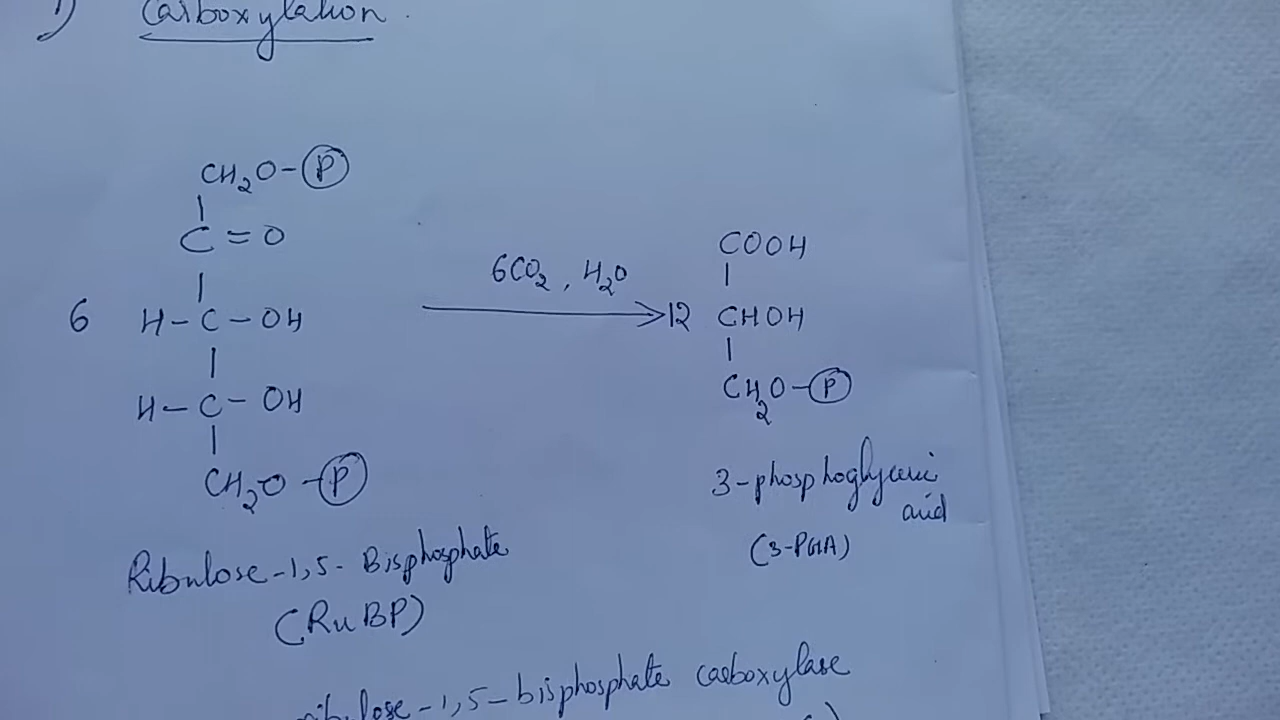 1) Carboxylation.
CH2O-(P)
|
C=O
|
6 H-C-OH
|
H-C-OH
|
CH2O-(P)
Ribulose-1,5-Bisphosphate
(RuBP)
6CO2, H2O
→
12 COOH
|
CHOH
|
CH2O-(P)
3-phosphoglyceric
acid
(3-PGA)
ribulose-1,5-bisphosphate carboxylase